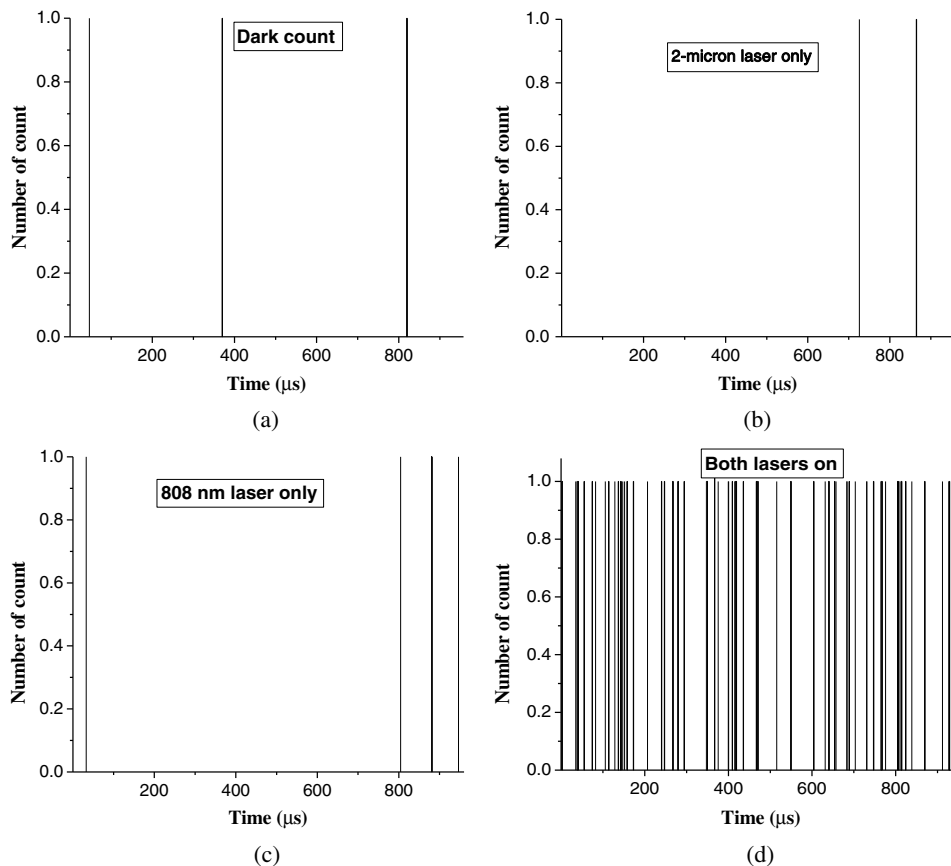 Dark count
Number of count
1.0
0.8
0.6
0.4
0.2
0.0
200 400 600 800
Time (μs)
(a)
2-micron laser only
Number of count
1.0
0.8
0.6
0.4
0.2
0.0
200 400 600 800
Time (μs)
(b)
808 nm laser only
Number of count
1.0
0.8
0.6
0.4
0.2
0.0
200 400 600 800
Time (μs)
(c)
Both lasers on
Number of count
1.0
0.8
0.6
0.4
0.2
0.0
200 400 600 800
Time (μs)
(d)